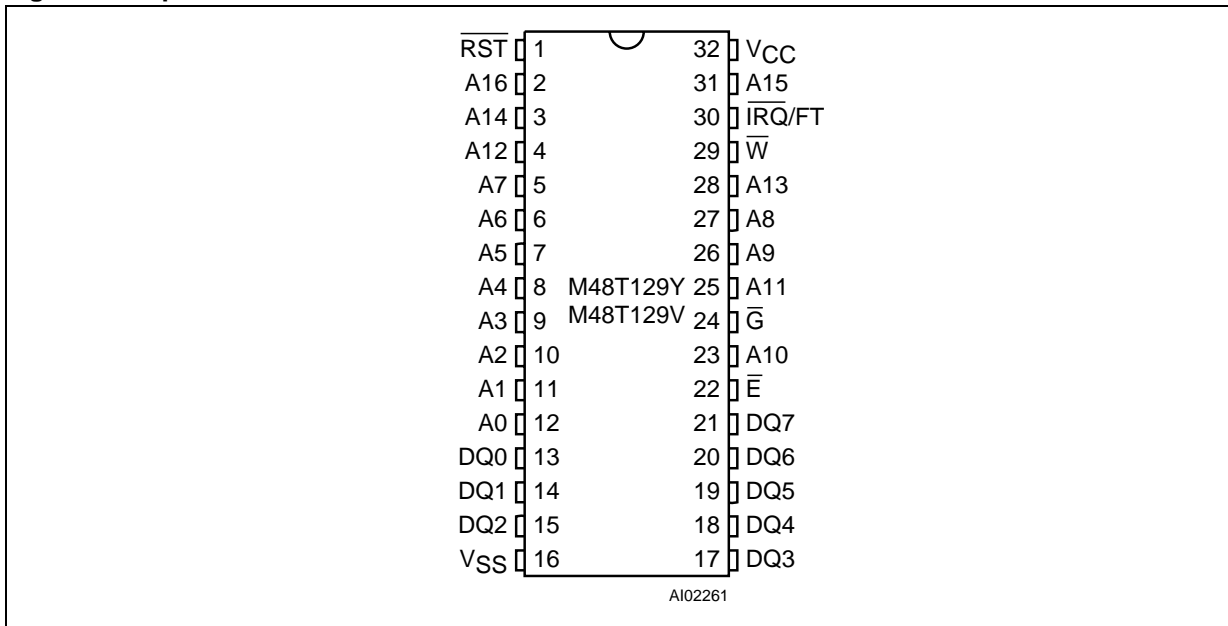 R̅S̅T̅ 1 32 VCC
A16 2 31 A15
A14 3 30 I̅R̅Q̅/FT
A12 4 29 W̅
A7 5 28 A13
A6 6 27 A8
A5 7 26 A9
A4 8 M48T129Y 25 A11
A3 9 M48T129V 24 G̅
A2 10 23 A10
A1 11 22 E̅
A0 12 21 DQ7
DQ0 13 20 DQ6
DQ1 14 19 DQ5
DQ2 15 18 DQ4
VSS 16 17 DQ3
AI02261